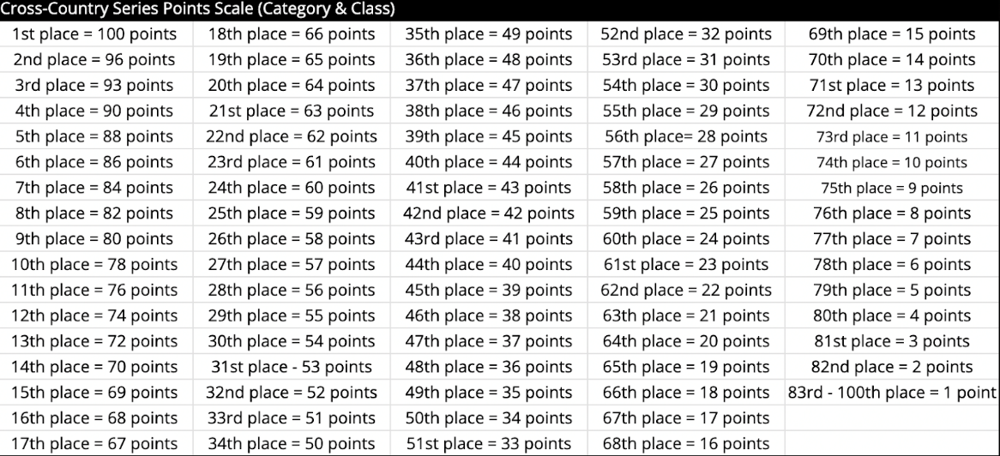 Cross-Country Series Points Scale (Category & Class)
1st place = 100 points 18th place = 66 points 35th place = 49 points 52nd place = 32 points 69th place = 15 points
2nd place = 96 points 19th place = 65 points 36th place = 48 points 53rd place = 31 points 70th place = 14 points
3rd place = 93 points 20th place = 64 points 37th place = 47 points 54th place = 30 points 71st place = 13 points
4th place = 90 points 21st place = 63 points 38th place = 46 points 55th place = 29 points 72nd place = 12 points
5th place = 88 points 22nd place = 62 points 39th place = 45 points 56th place= 28 points 73rd place = 11 points
6th place = 86 points 23rd place = 61 points 40th place = 44 points 57th place = 27 points 74th place = 10 points
7th place = 84 points 24th place = 60 points 41st place = 43 points 58th place = 26 points 75th place = 9 points
8th place = 82 points 25th place = 59 points 42nd place = 42 points 59th place = 25 points 76th place = 8 points
9th place = 80 points 26th place = 58 points 43rd place = 41 points 60th place = 24 points 77th place = 7 points
10th place = 78 points 27th place = 57 points 44th place = 40 points 61st place = 23 points 78th place = 6 points
11th place = 76 points 28th place = 56 points 45th place = 39 points 62nd place = 22 points 79th place = 5 points
12th place = 74 points 29th place = 55 points 46th place = 38 points 63th place = 21 points 80th place = 4 points
13th place = 72 points 30th place = 54 points 47th place = 37 points 64th place = 20 points 81st place = 3 points
14th place = 70 points 31st place - 53 points 48th place = 36 points 65th place = 19 points 82nd place = 2 points
15th place = 69 points 32nd place = 52 points 49th place = 35 points 66th place = 18 points 83rd - 100th place = 1 point
16th place = 68 points 33rd place = 51 points 50th place = 34 points 67th place = 17 points
17th place = 67 points 34th place = 50 points 51st place = 33 points 68th place = 16 points